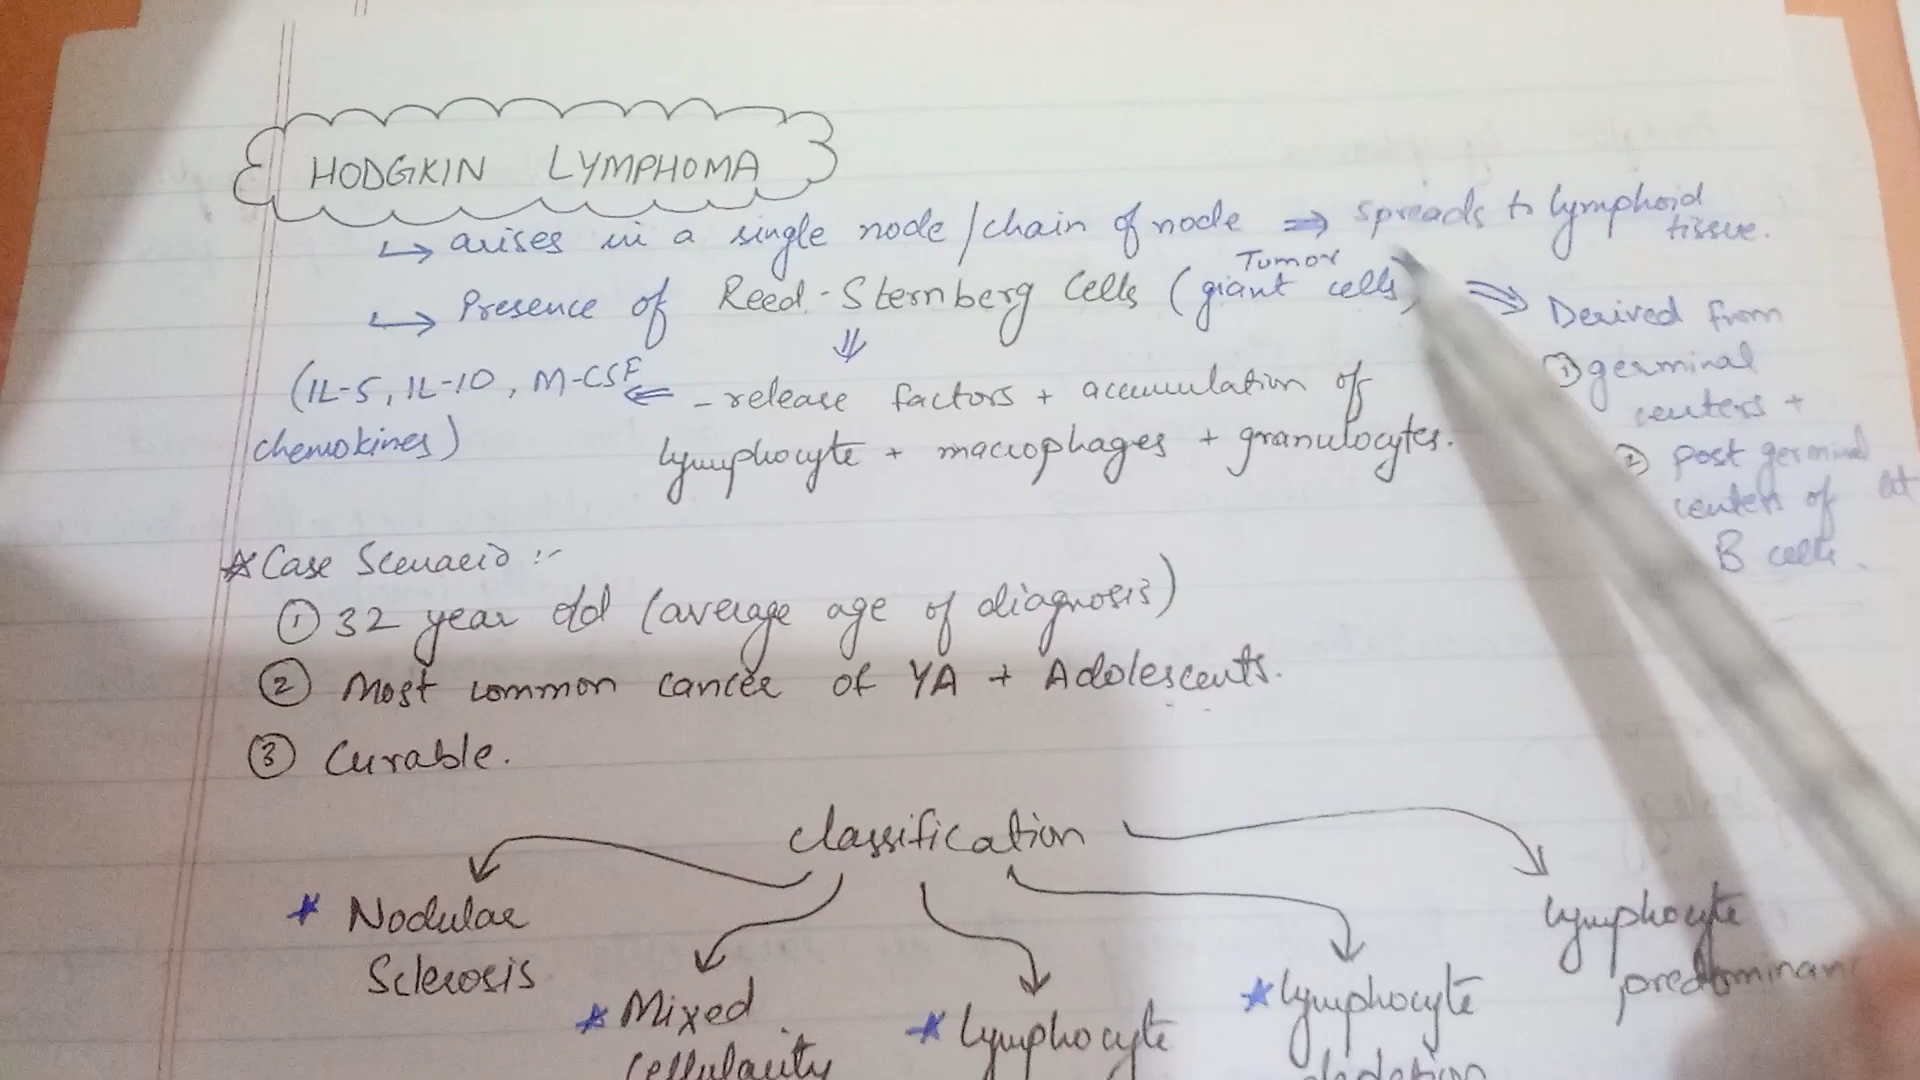 HODGKIN LYMPHOMA
↳ arises in a single node/chain of node ⇒ spreads to lymphoid tissue.
↳ Presence of Reed-Sternberg Cells (Tumor giant cells)
⇒ Derived from
① germinal
centers +
② post germinal
centers of
B cells.
⇓
- release factors + accumulation of
lymphocyte + macrophages + granulocytes.
⇐ (IL-5, IL-10, M-CSF
chemokines)
* Case Scenario :-
① 32 year old (average age of diagnosis)
② Most common cancer of YA + Adolescents.
③ Curable.
classification
* Nodular
Sclerosis
* Mixed
cellularity
* lymphocyte
* lymphocyte
depletion
lymphocyte